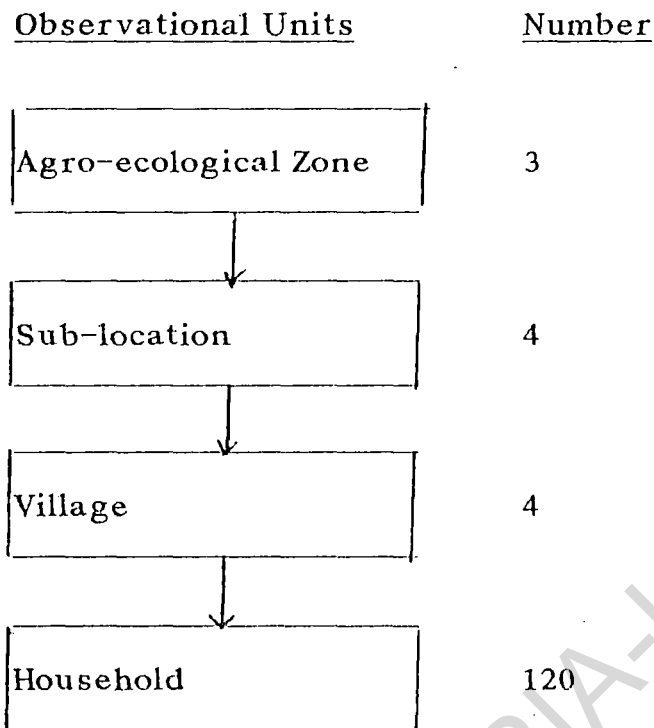 Observational Units Number
Agro-ecological Zone 3
Sub-location 4
Village 4
Household 120